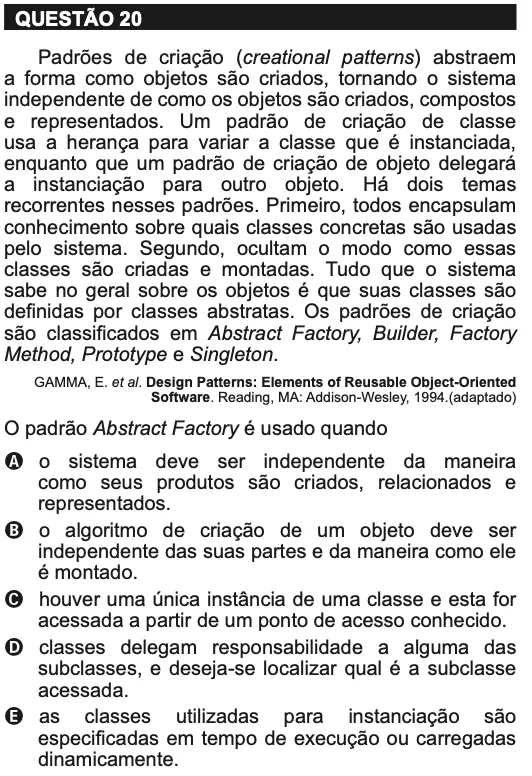 QUESTÃO 20
Padrões de criação (creational patterns) abstraem
a forma como objetos são criados, tornando o sistema
independente de como os objetos são criados, compostos
e representados. Um padrão de criação de classe
usa a herança para variar a classe que é instanciada,
enquanto que um padrão de criação de objeto delegará
a instanciação para outro objeto. Há dois temas
recorrentes nesses padrões. Primeiro, todos encapsulam
conhecimento sobre quais classes concretas são usadas
pelo sistema. Segundo, ocultam o modo como essas
classes são criadas e montadas. Tudo que o sistema
sabe no geral sobre os objetos é que suas classes são
definidas por classes abstratas. Os padrões de criação
são classificados em Abstract Factory, Builder, Factory
Method, Prototype e Singleton.
GAMMA, E. et al. Design Patterns: Elements of Reusable Object-Oriented
Software. Reading, MA: Addison-Wesley, 1994.(adaptado)
O padrão Abstract Factory é usado quando
A o sistema deve ser independente da maneira
como seus produtos são criados, relacionados e
representados.
B o algoritmo de criação de um objeto deve ser
independente das suas partes e da maneira como ele
é montado.
C houver uma única instância de uma classe e esta for
acessada a partir de um ponto de acesso conhecido.
D classes delegam responsabilidade a alguma das
subclasses, e deseja-se localizar qual é a subclasse
acessada.
E as classes utilizadas para instanciação são
especificadas em tempo de execução ou carregadas
dinamicamente.